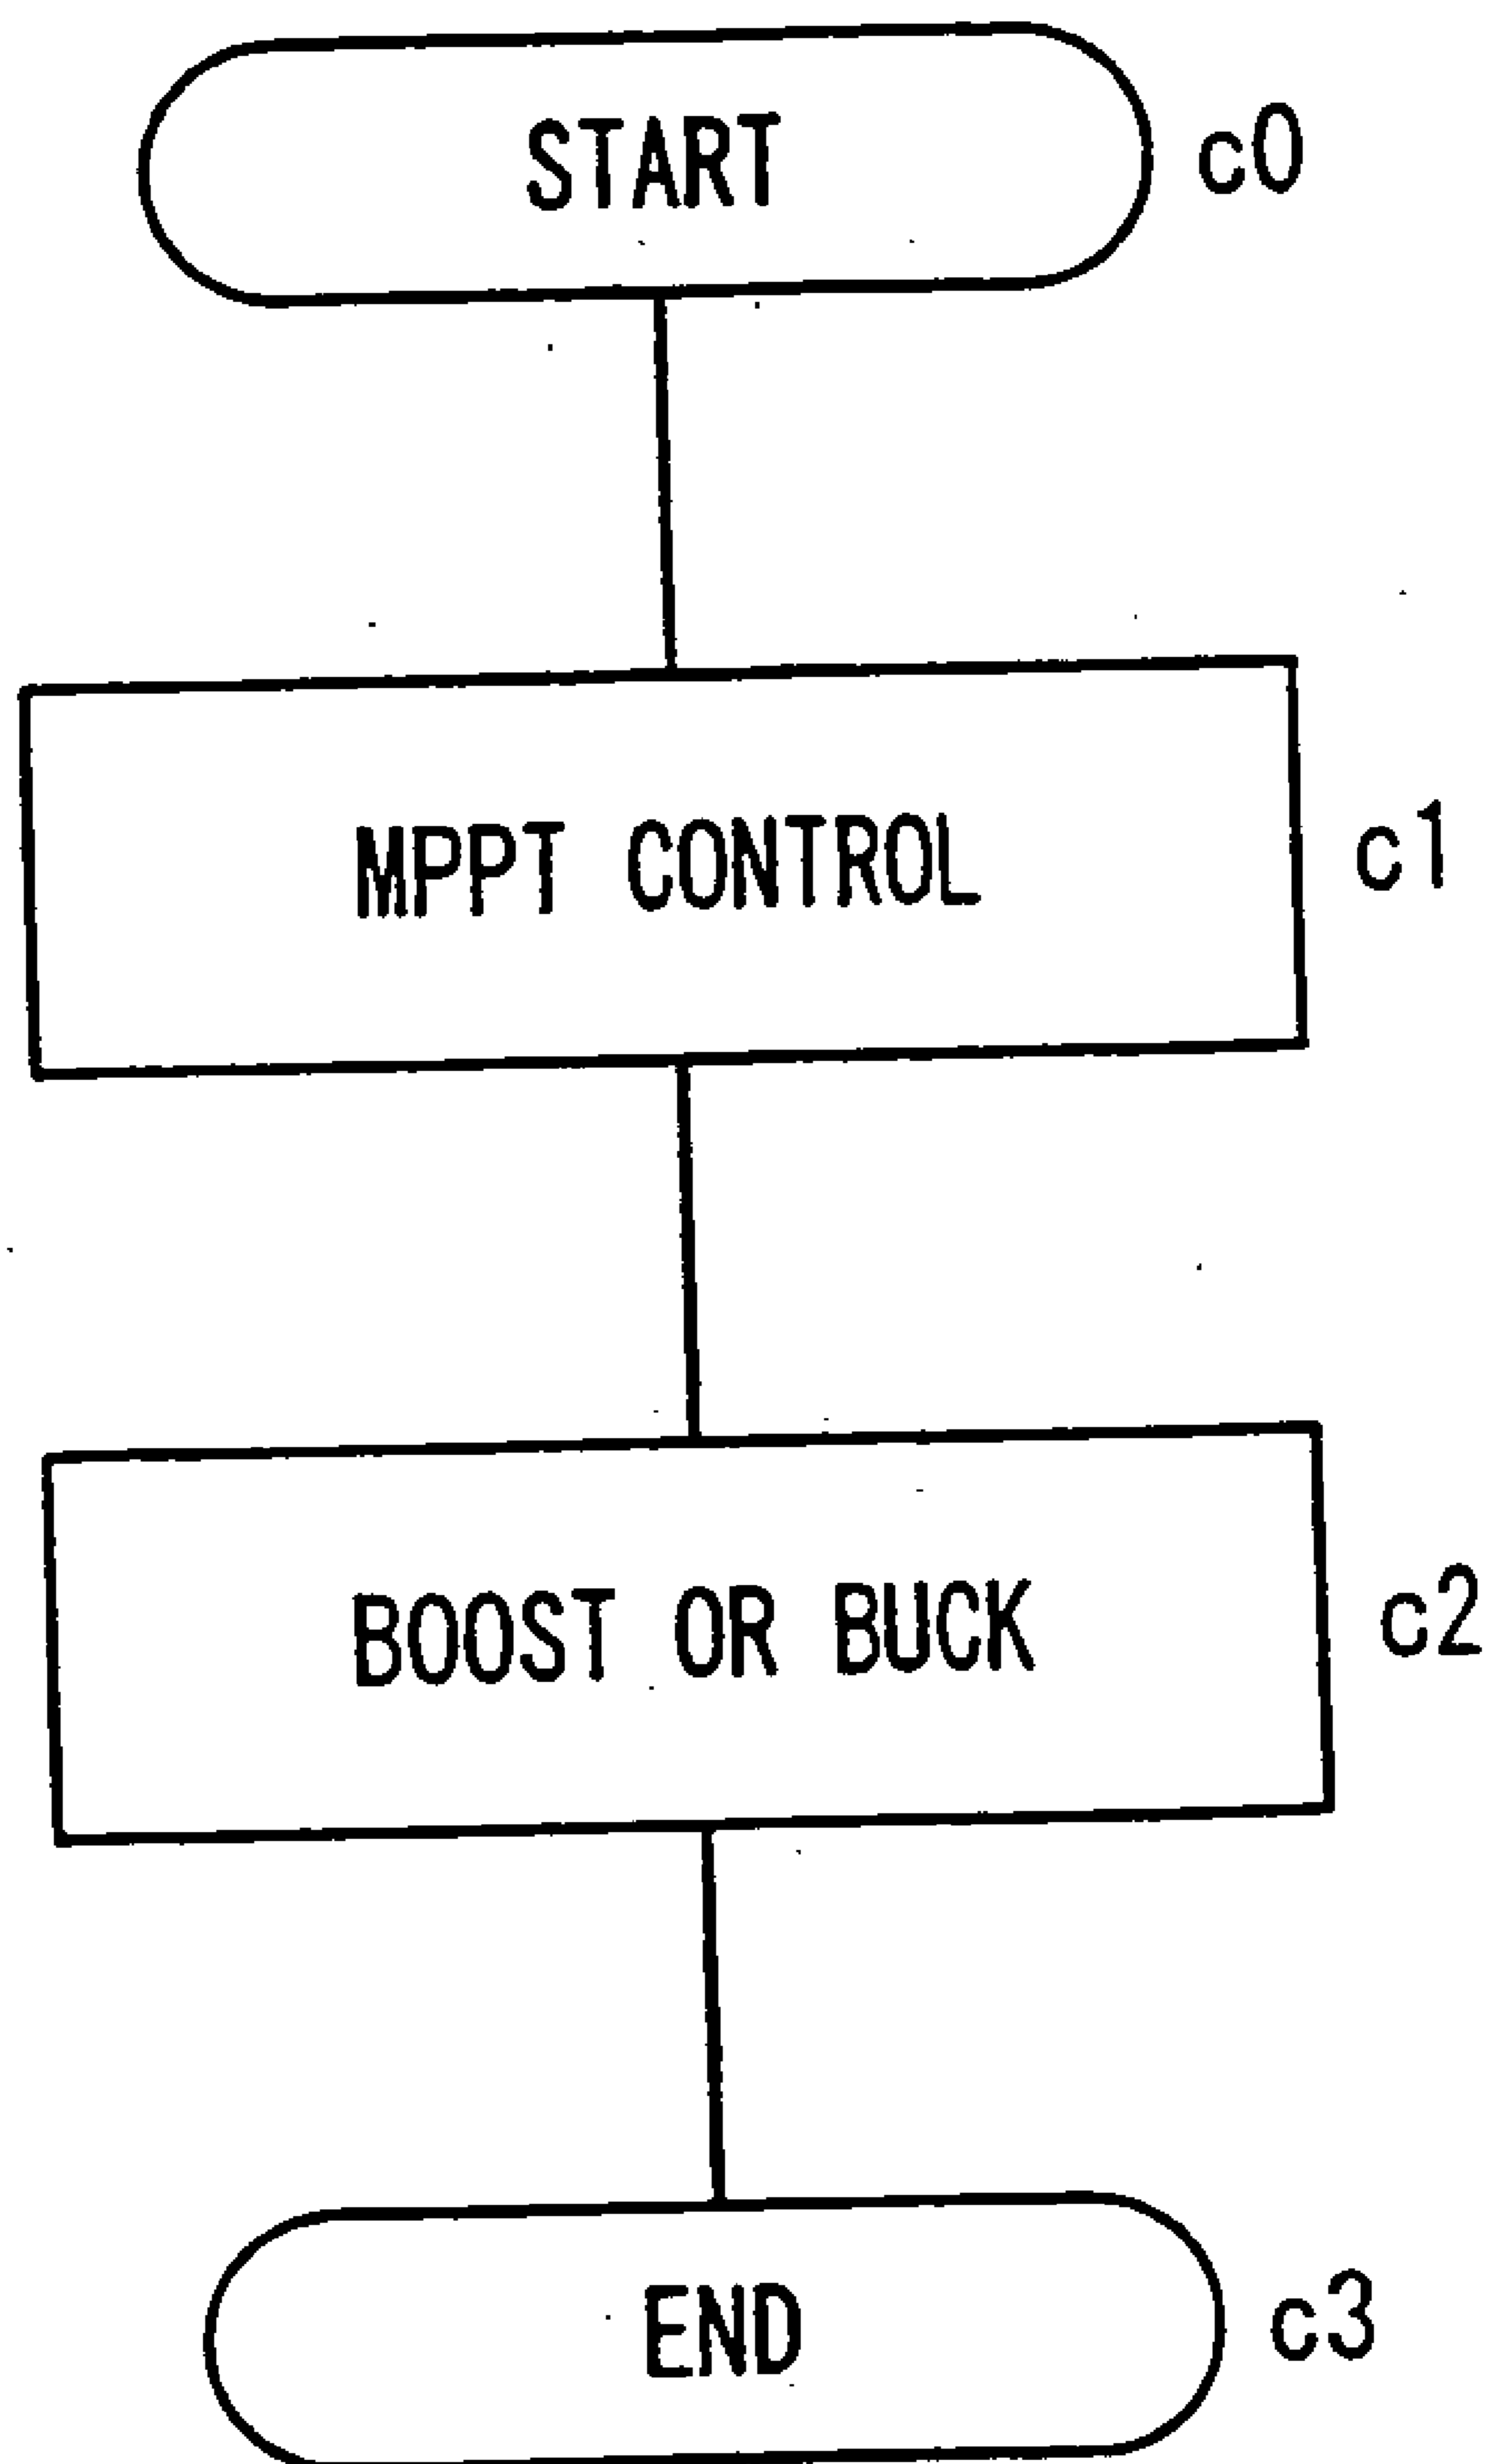 START c0
MPPT CONTROL c1
BOOST OR BUCK c2
END c3